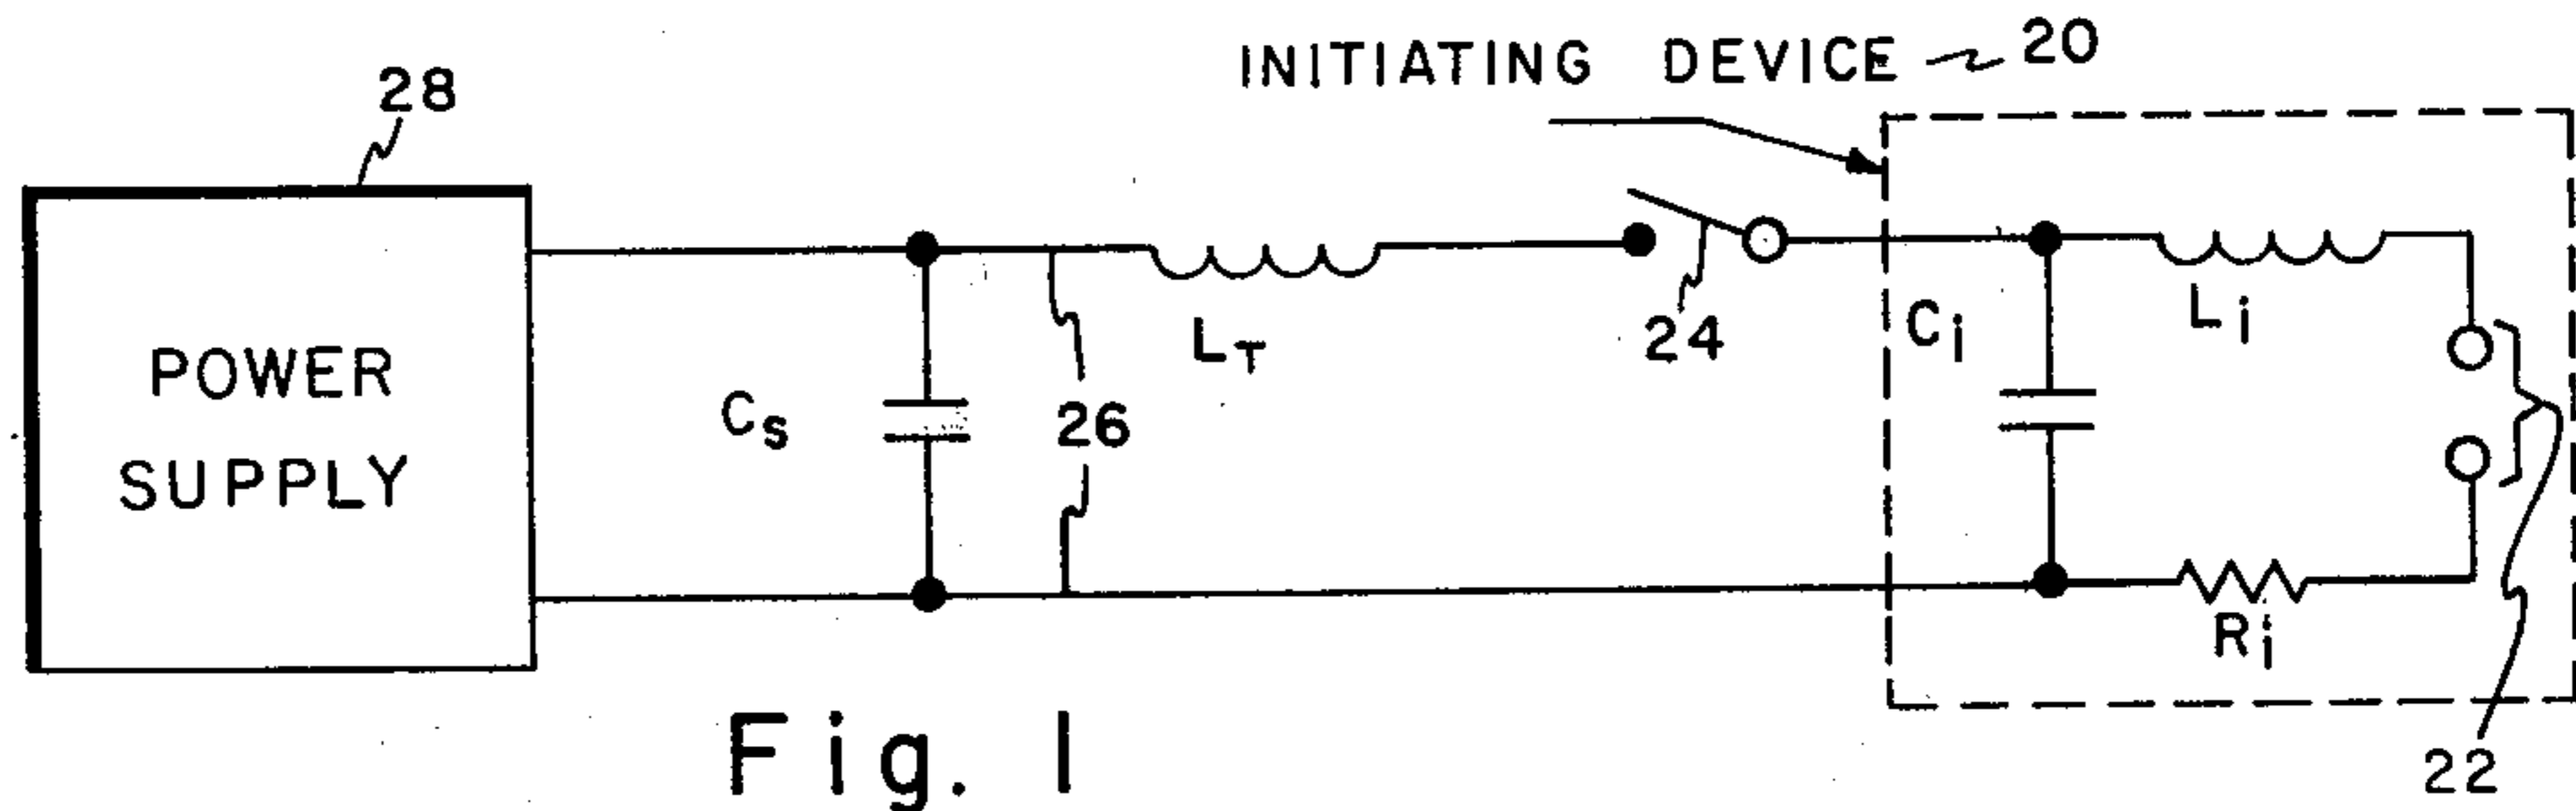 INITIATING DEVICE 20
28
POWER
SUPPLY
Cs
26
LT
24
Ci
Li
Ri
22
Fig. 1